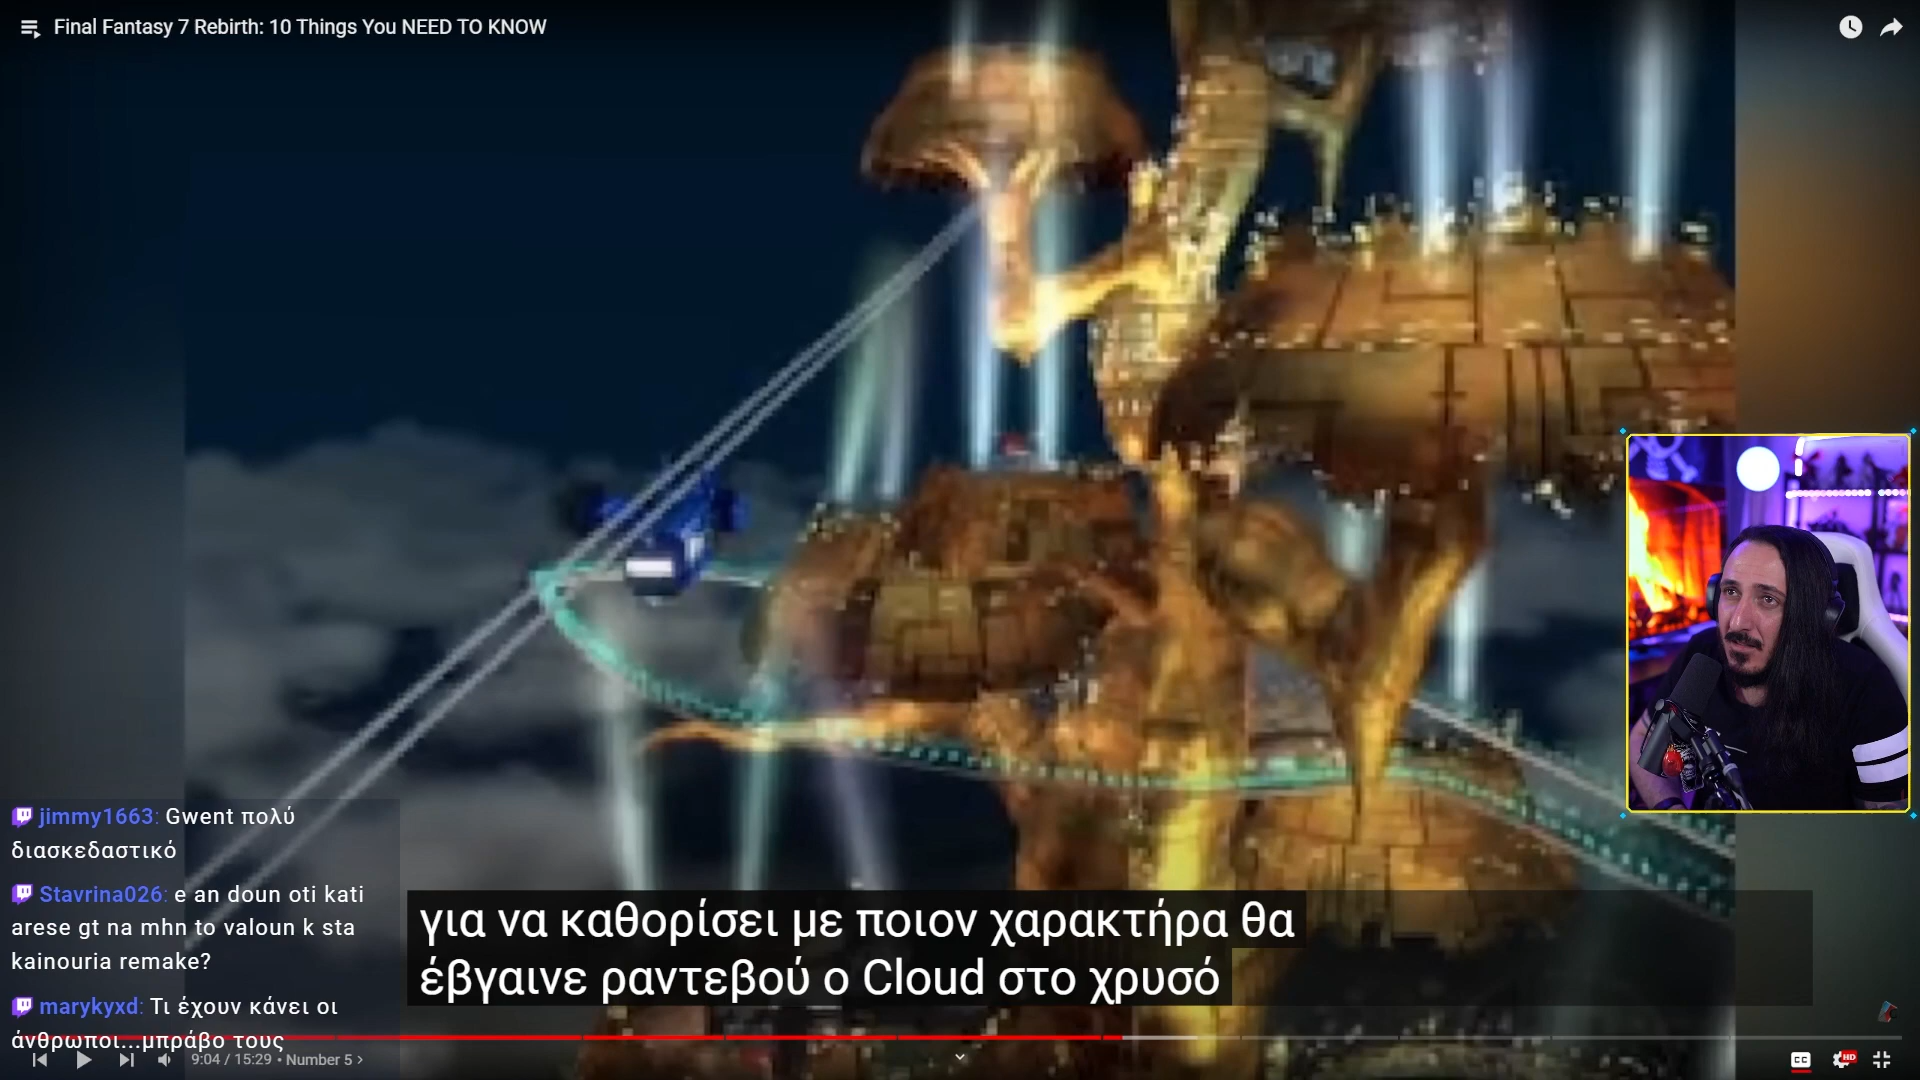 Final Fantasy 7 Rebirth: 10 Things You NEED TO KNOW
jimmy1663: Gwent πολύ
διασκεδαστικό
Stavrina026: e an doun oti kati
arese gt na mhn to valoun k sta
kainouria remake?
marykyxd: Τι έχουν κάνει οι
άνθρωποι...μπράβο τους
για να καθορίσει με ποιον χαρακτήρα θα
έβγαινε ραντεβού ο Cloud στο χρυσό
9:04 / 15:29 • Number 5 >
CC
HD